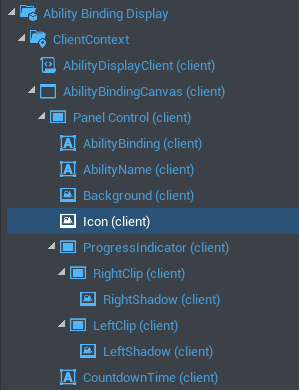 Ability Binding Display
ClientContext
AbilityDisplayClient (client)
AbilityBindingCanvas (client)
Panel Control (client)
AbilityBinding (client)
AbilityName (client)
Background (client)
Icon (client)
ProgressIndicator (client)
RightClip (client)
RightShadow (client)
LeftClip (client)
LeftShadow (client)
CountdownTime (client)